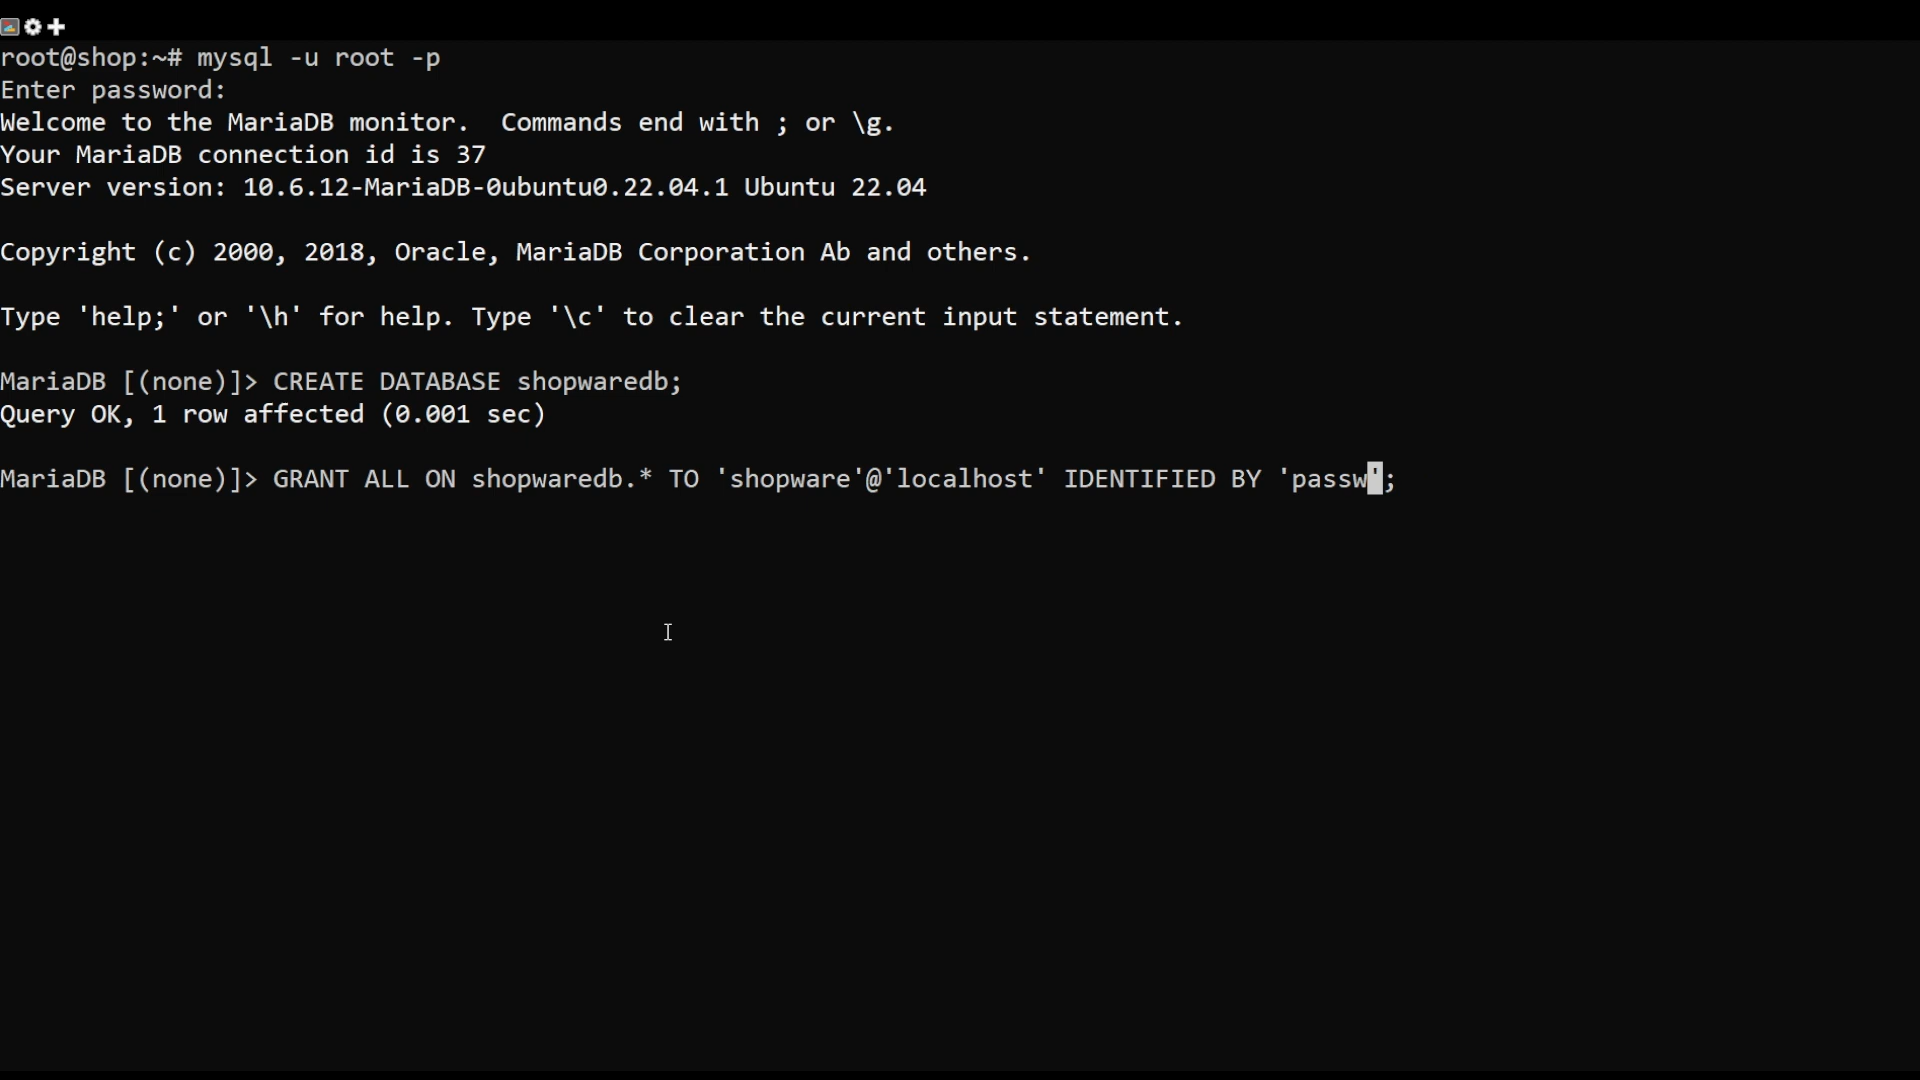 root@shop:~# mysql -u root -p
Enter password:
Welcome to the MariaDB monitor.  Commands end with ; or \g.
Your MariaDB connection id is 37
Server version: 10.6.12-MariaDB-0ubuntu0.22.04.1 Ubuntu 22.04
Copyright (c) 2000, 2018, Oracle, MariaDB Corporation Ab and others.
Type 'help;' or '\h' for help. Type '\c' to clear the current input statement.
MariaDB [(none)]> CREATE DATABASE shopwaredb;
Query OK, 1 row affected (0.001 sec)
MariaDB [(none)]> GRANT ALL ON shopwaredb.* TO 'shopware'@'localhost' IDENTIFIED BY 'passw';